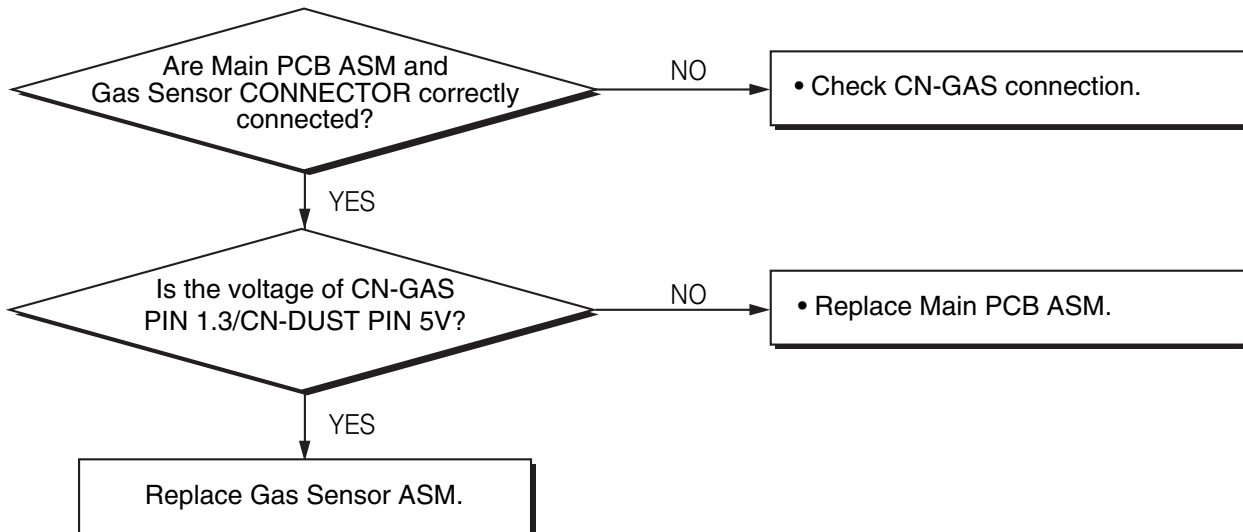 Are Main PCB ASM and
Gas Sensor CONNECTOR correctly
connected?
NO
• Check CN-GAS connection.
YES
Is the voltage of CN-GAS
PIN 1.3/CN-DUST PIN 5V?
NO
• Replace Main PCB ASM.
YES
Replace Gas Sensor ASM.